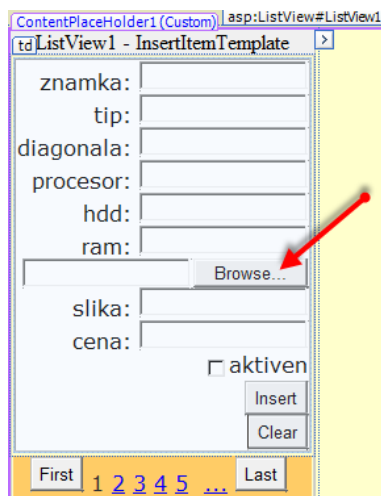 ContentPlaceHolder1 (Custom) asp:ListView#ListView1
td ListView1 - InsertItemTemplate >
znamka:
tip:
diagonala:
procesor:
hdd:
ram:
Browse...
slika:
cena:
aktiven
Insert
Clear
First 1 2 3 4 5 ... Last